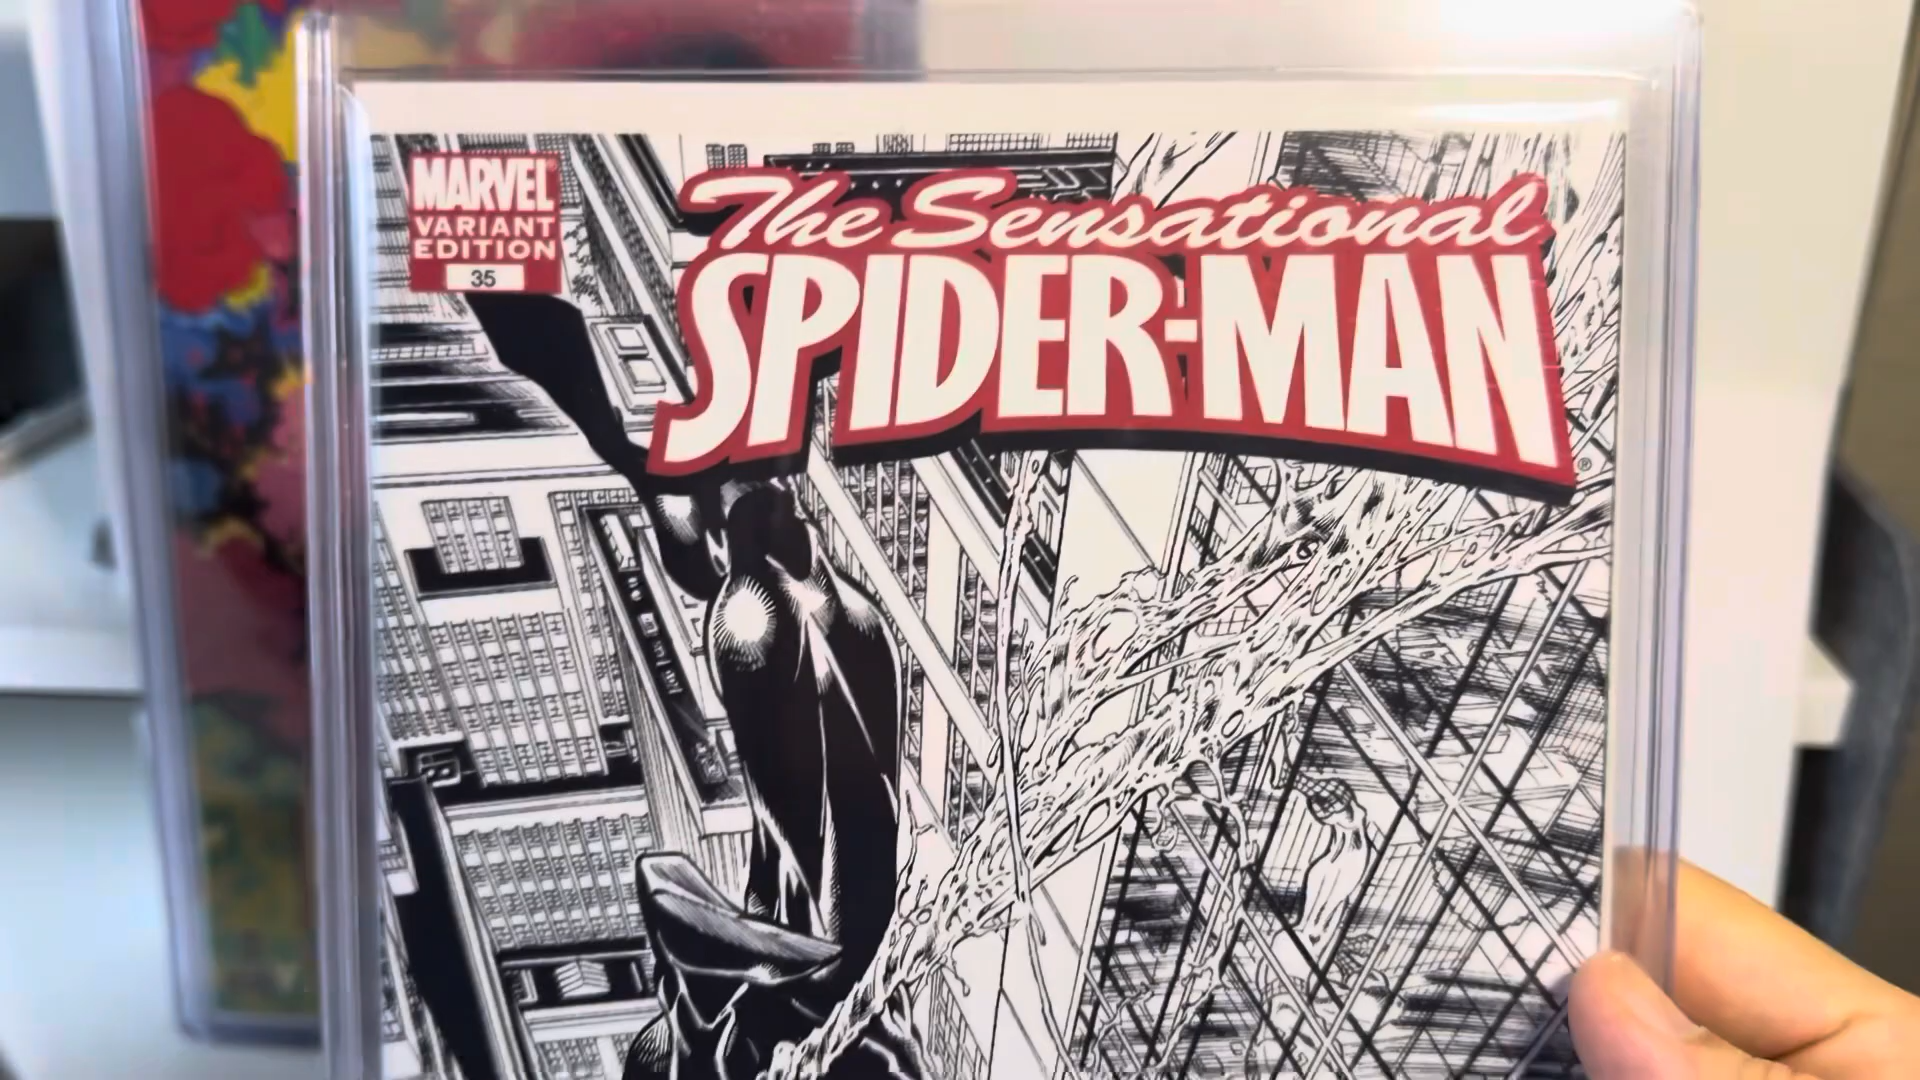 MARVEL
VARIANT
EDITION
35
The Sensational
SPIDER-MAN
®